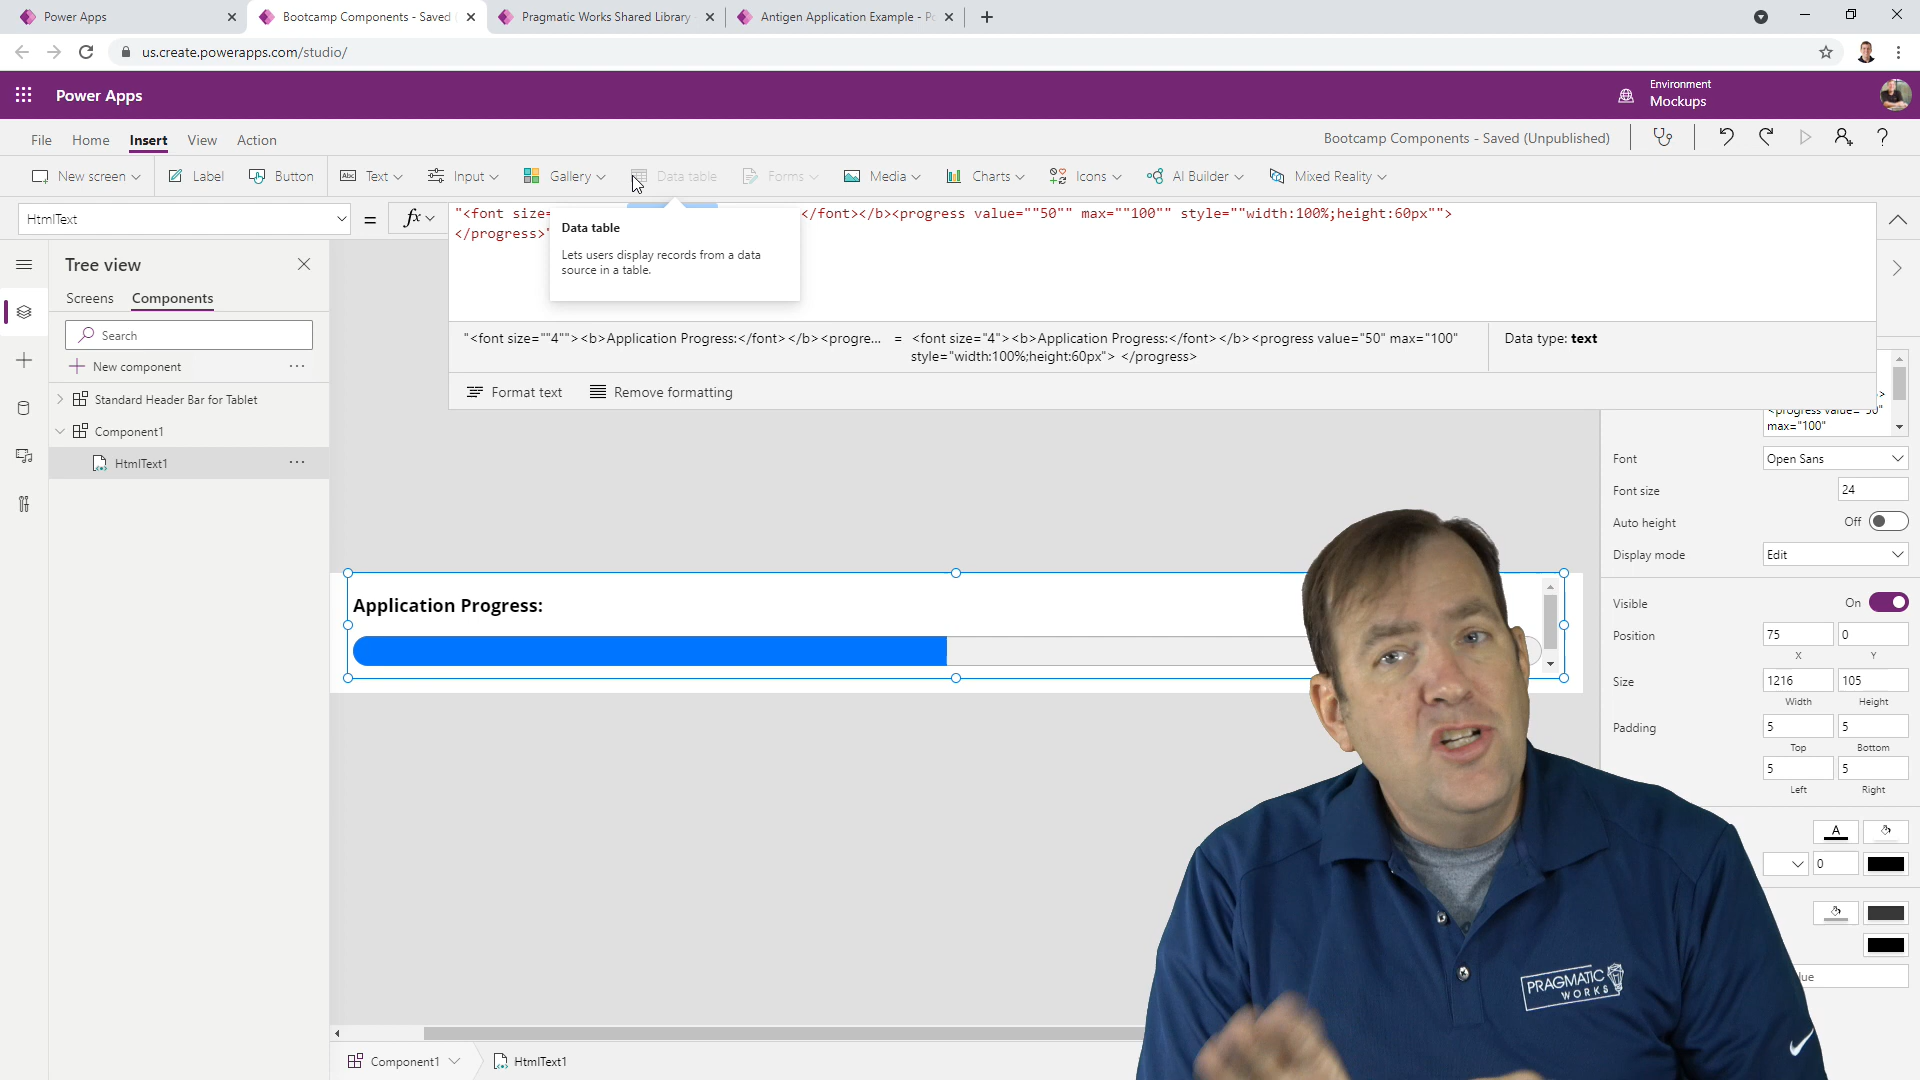 Power Apps
Bootcamp Components - Saved
Pragmatic Works Shared Library
Antigen Application Example - Po
us.create.powerapps.com/studio/
Power Apps
Environment
Mockups
File Home Insert View Action
Bootcamp Components - Saved (Unpublished)
New screen Label Button Text Input Gallery Data table Forms Media Charts Icons AI Builder Mixed Reality
HtmlText
=
fx
"<font size= </font></b><progress value=""50"" max=""100"" style=""width:100%;height:60px"">
</progress>"
Data table
Lets users display records from a data
source in a table.
"<font size=""4""><b>Application Progress:</font></b><progre... = <font size="4"><b>Application Progress:</font></b><progress value="50" max="100"
style="width:100%;height:60px"> </progress>
Data type: text
Format text Remove formatting
Tree view
Screens Components
Search
New component
Standard Header Bar for Tablet
Component1
HtmlText1
Application Progress:
<progress value="50"
max="100"
Font Open Sans
Font size 24
Auto height Off
Display mode Edit
Visible On
Position 75 0
X Y
Size 1216 105
Width Height
Padding 5 5
Top Bottom
5 5
Left Right
A
0
PRAGMATIC
WORKS
Component1 HtmlText1